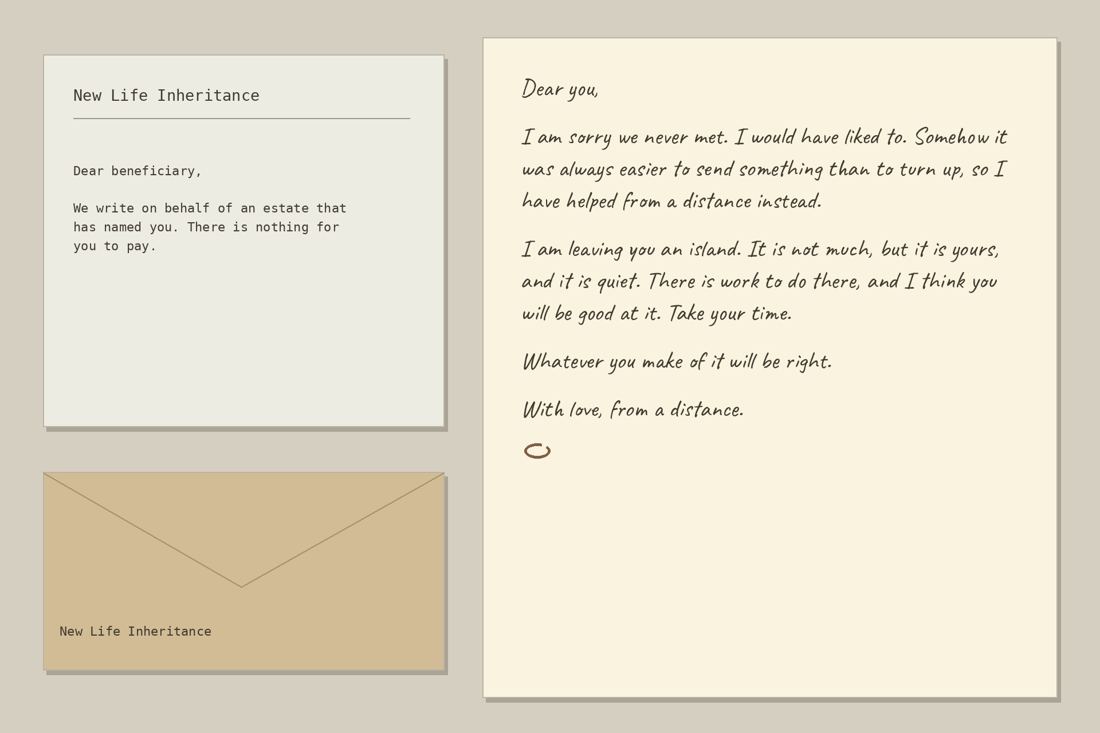 New Life Inheritance
Dear beneficiary,
We write on behalf of an estate that
has named you. There is nothing for
you to pay.
New Life Inheritance
Dear you,
I am sorry we never met. I would have liked to. Somehow it
was always easier to send something than to turn up, so I
have helped from a distance instead.
I am leaving you an island. It is not much, but it is yours,
and it is quiet. There is work to do there, and I think you
will be good at it. Take your time.
Whatever you make of it will be right.
With love, from a distance.